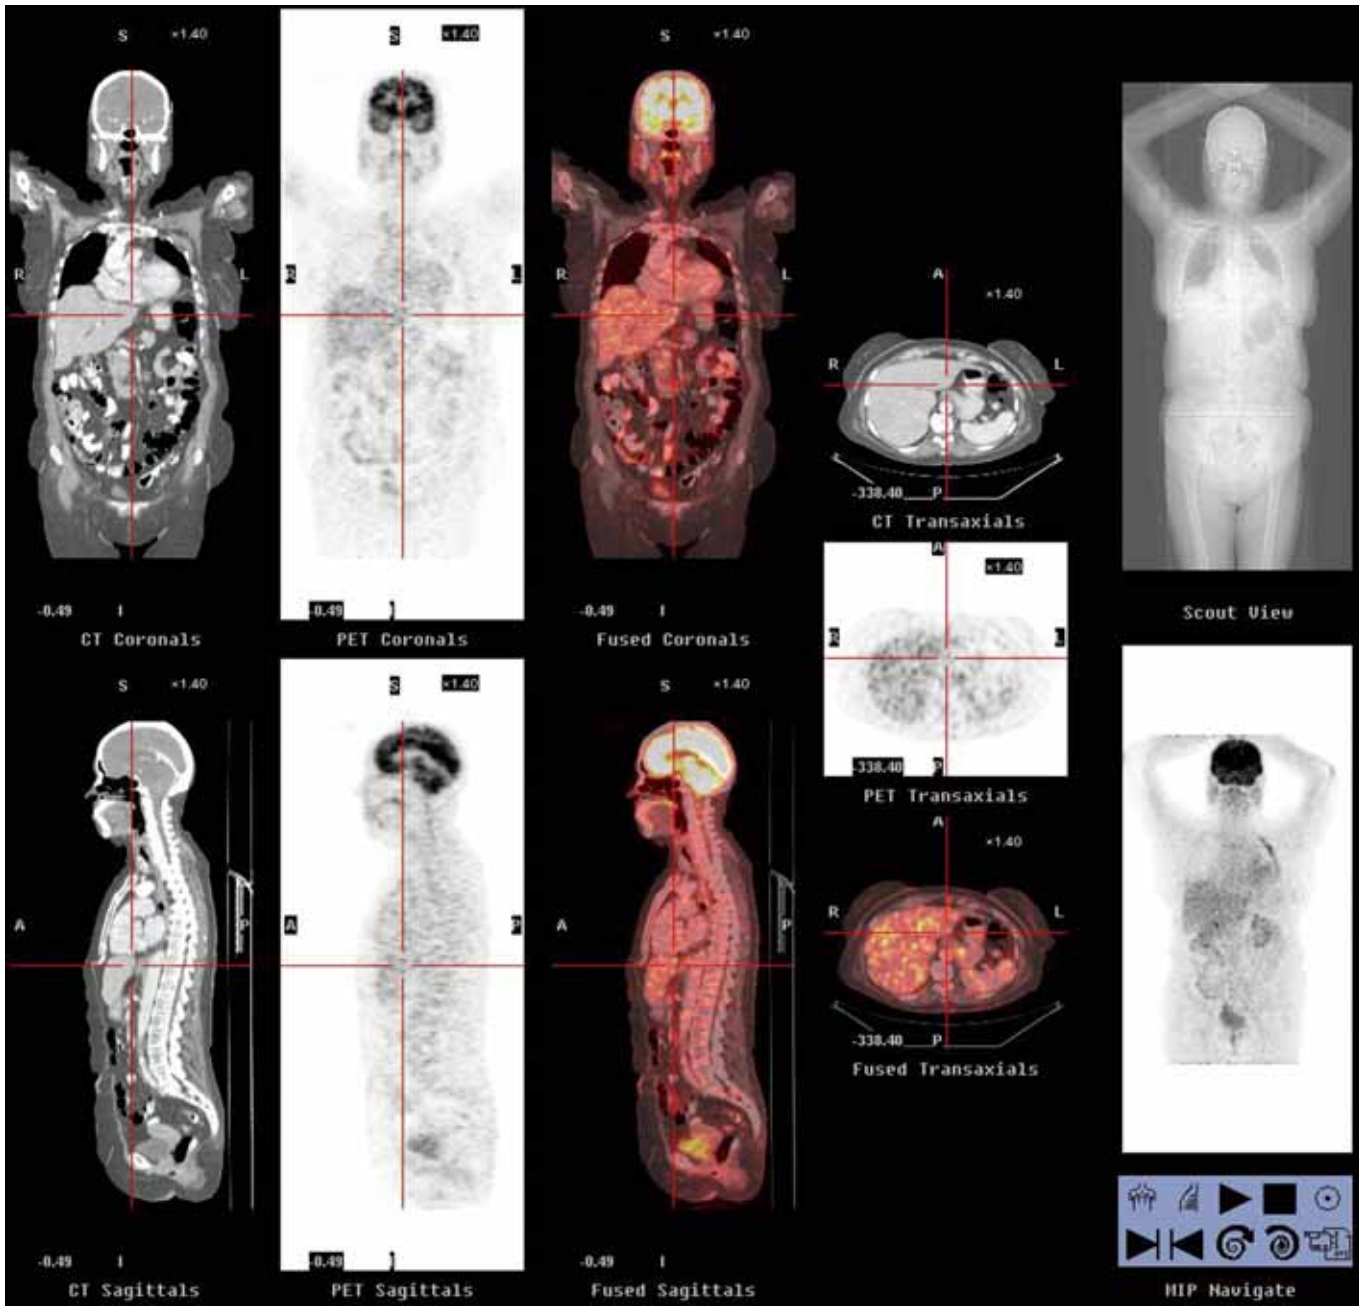 S ×1.40
R L
-0.49 I
CT Coronals
S ×1.40
R L
-0.49 I
PET Coronals
S ×1.40
R L
-0.49 I
Fused Coronals
A
×1.40
R L
-338.40 P
CT Transaxials
Scout View
S ×1.40
A P
-0.49 I
CT Sagittals
S ×1.40
A P
-0.49 I
PET Sagittals
S ×1.40
A P
-0.49 I
Fused Sagittals
A
×1.40
R L
-338.40 P
PET Transaxials
A
×1.40
R L
-338.40 P
Fused Transaxials
MIP Navigate